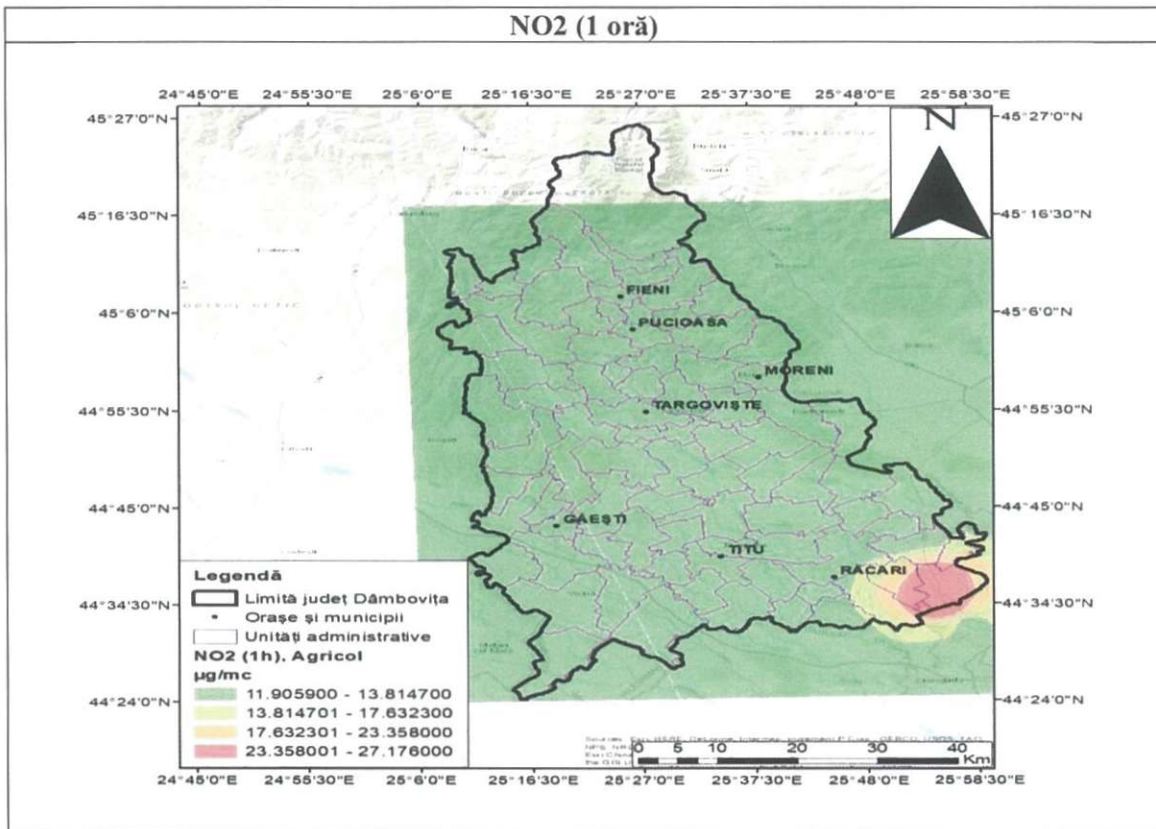 NO2 (1 oră)
24°45'0"E 24°55'30"E 25°6'0"E 25°16'30"E 25°27'0"E 25°37'30"E 25°48'0"E 25°58'30"E
45°27'0"N 45°27'0"N
N
45°16'30"N 45°16'30"N
FIENI
45°6'0"N 45°6'0"N
PUCIOASA
MORENI
TARGOVIŞTE
44°55'30"N 44°55'30"N
44°45'0"N 44°45'0"N
GAEŞTI
TITU
RACARI
44°34'30"N 44°34'30"N
Legendă
Limită județ Dâmbovița
Orașe și municipii
Unități administrative
NO2 (1h), Agricol
µg/mc
11.905900 - 13.814700
13.814701 - 17.632300
17.632301 - 23.358000
23.358001 - 27.176000
44°24'0"N 44°24'0"N
0 5 10 20 30 40
Km
24°45'0"E 24°55'30"E 25°6'0"E 25°16'30"E 25°27'0"E 25°37'30"E 25°48'0"E 25°58'30"E